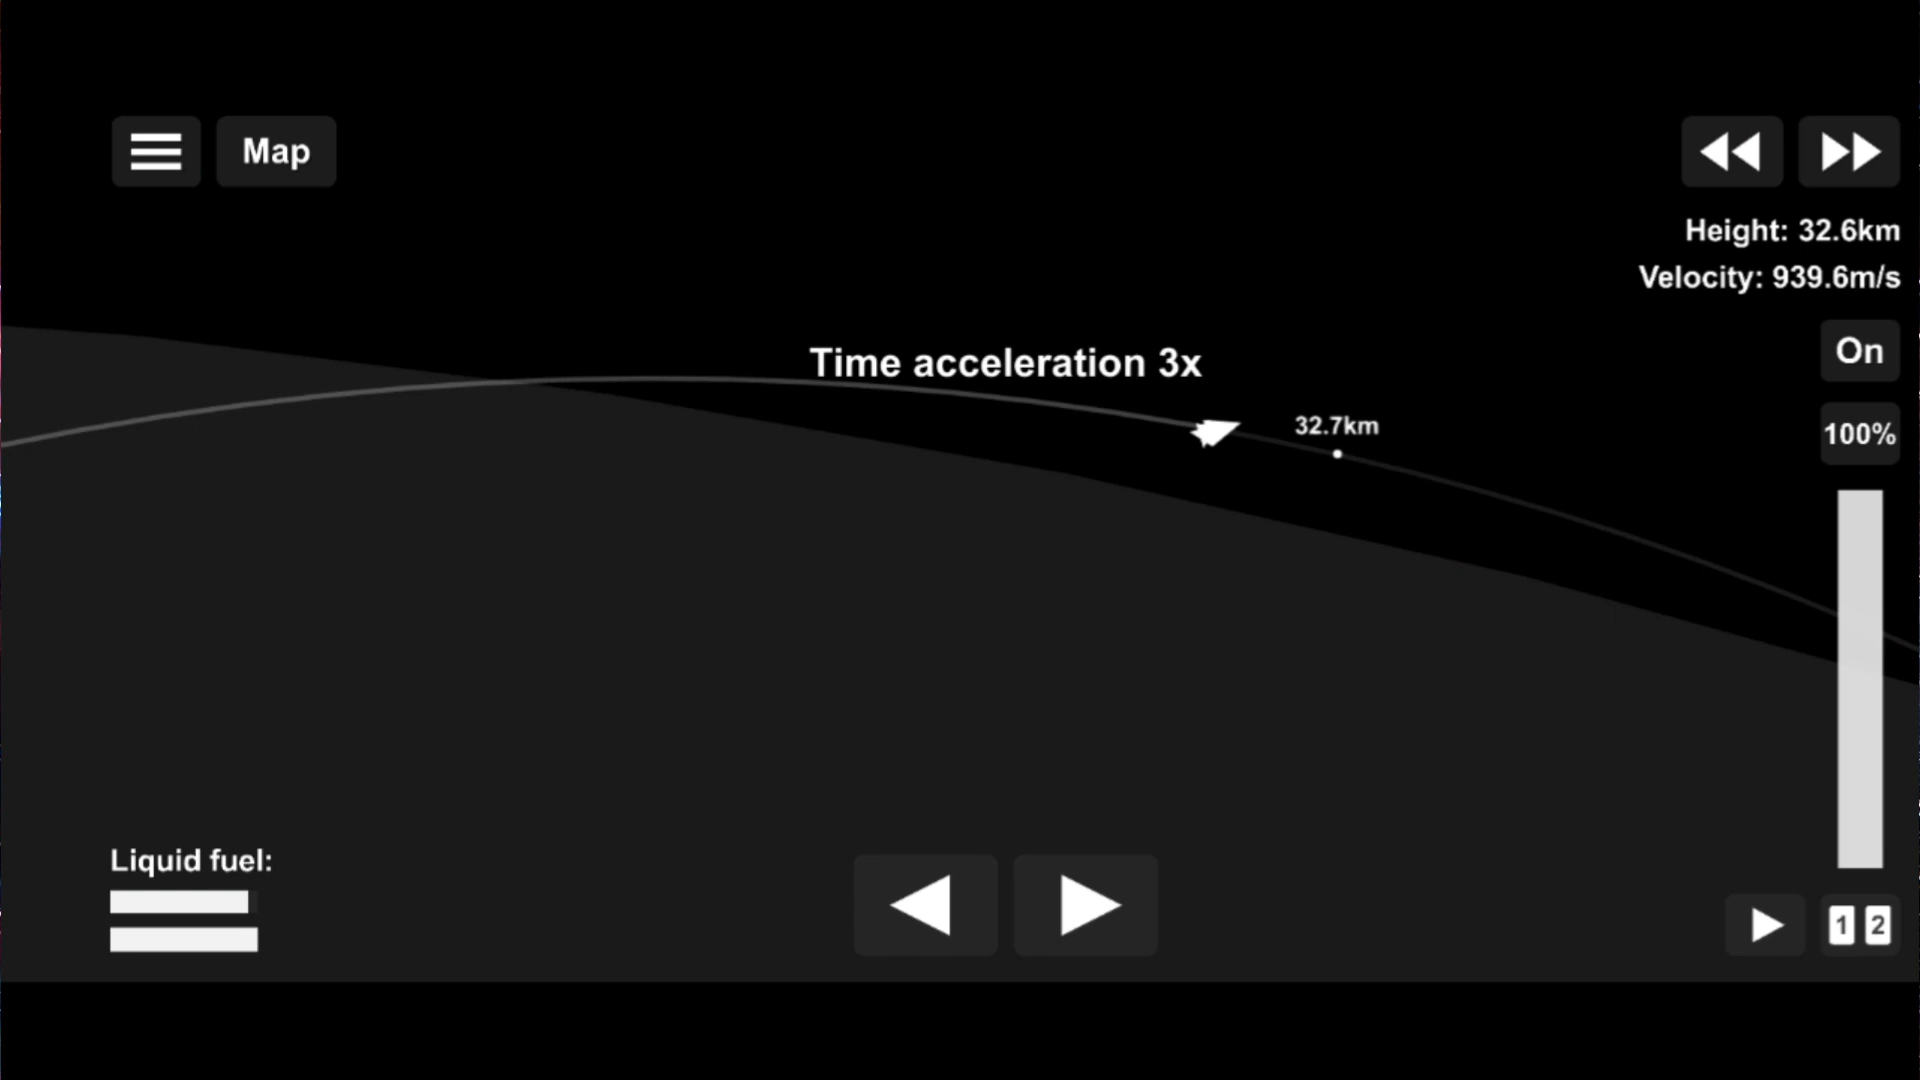 Map
Height: 32.6km
Velocity: 939.6m/s
On
Time acceleration 3x
32.7km
100%
Liquid fuel:
1 2